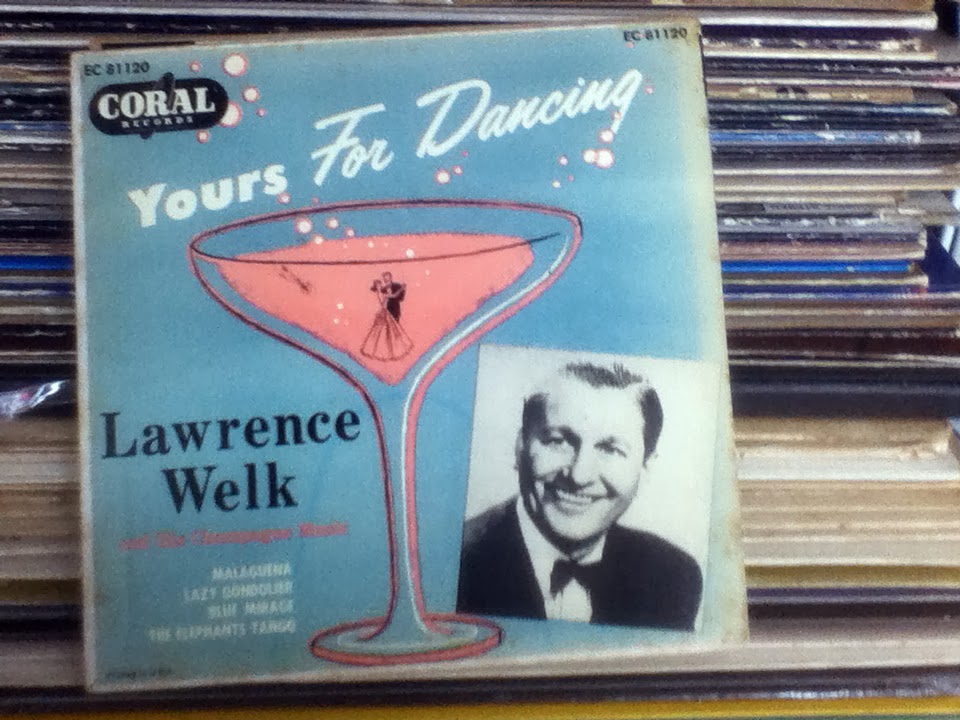 EC 81120
EC 81120
CORAL
RECORDS
Yours For Dancing
Lawrence
Welk
and His Champagne Music
MALAGUENA
LAZY GONDOLIER
BLUE MIRAGE
THE ELEPHANTS TANGO